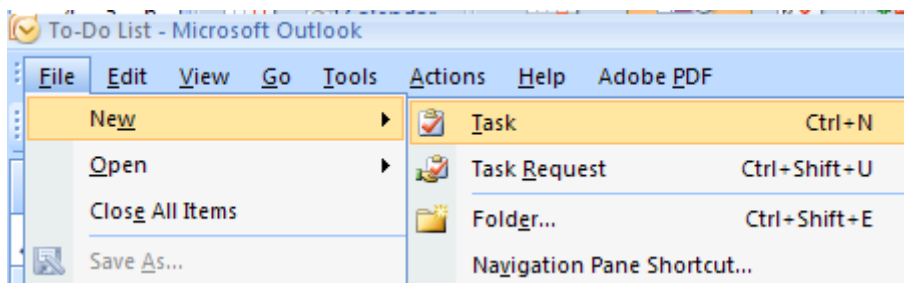 To-Do List - Microsoft Outlook
File Edit View Go Tools Actions Help Adobe PDF
New Task Ctrl+N
Open Task Request Ctrl+Shift+U
Close All Items Folder... Ctrl+Shift+E
Save As... Navigation Pane Shortcut...